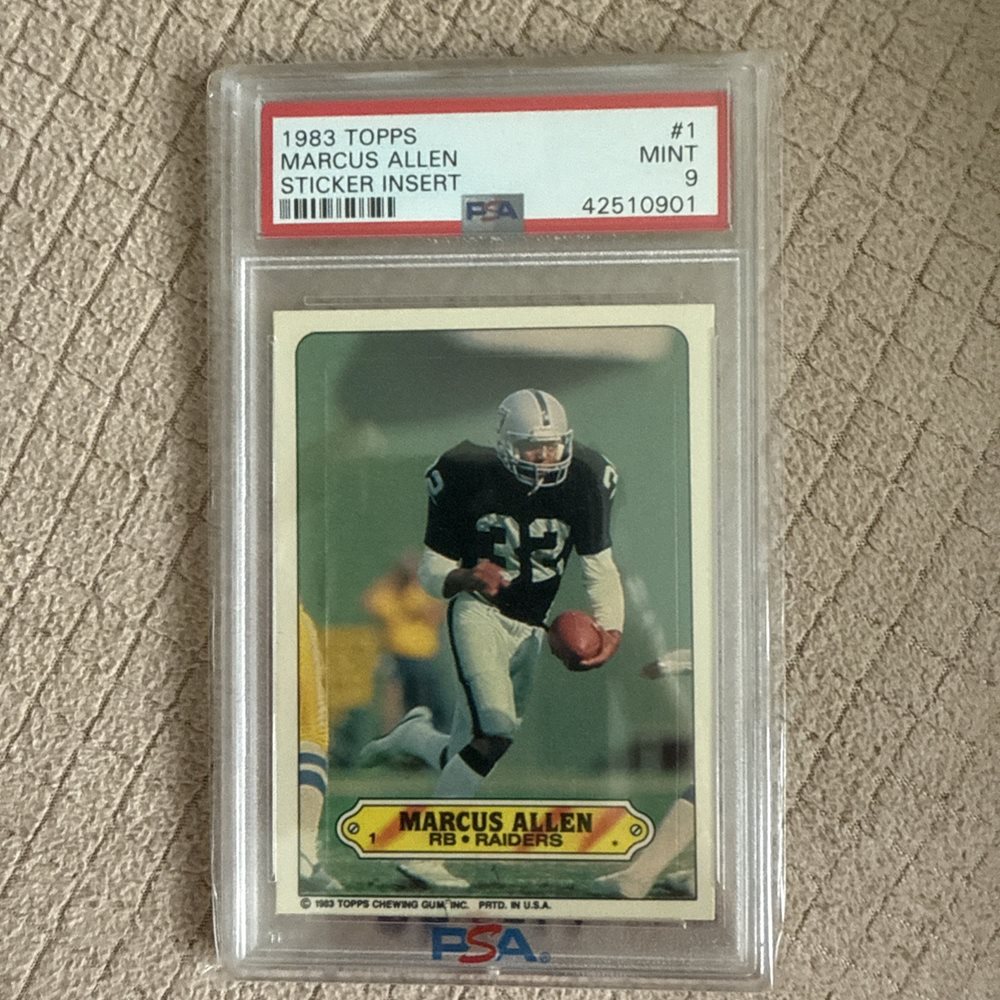 1983 TOPPS #1
MARCUS ALLEN MINT
STICKER INSERT 9
42510901
PSA
32
2
MARCUS ALLEN
1 RB • RAIDERS *
© 1983 TOPPS CHEWING GUM, INC. PRTD. IN U.S.A.
PSA